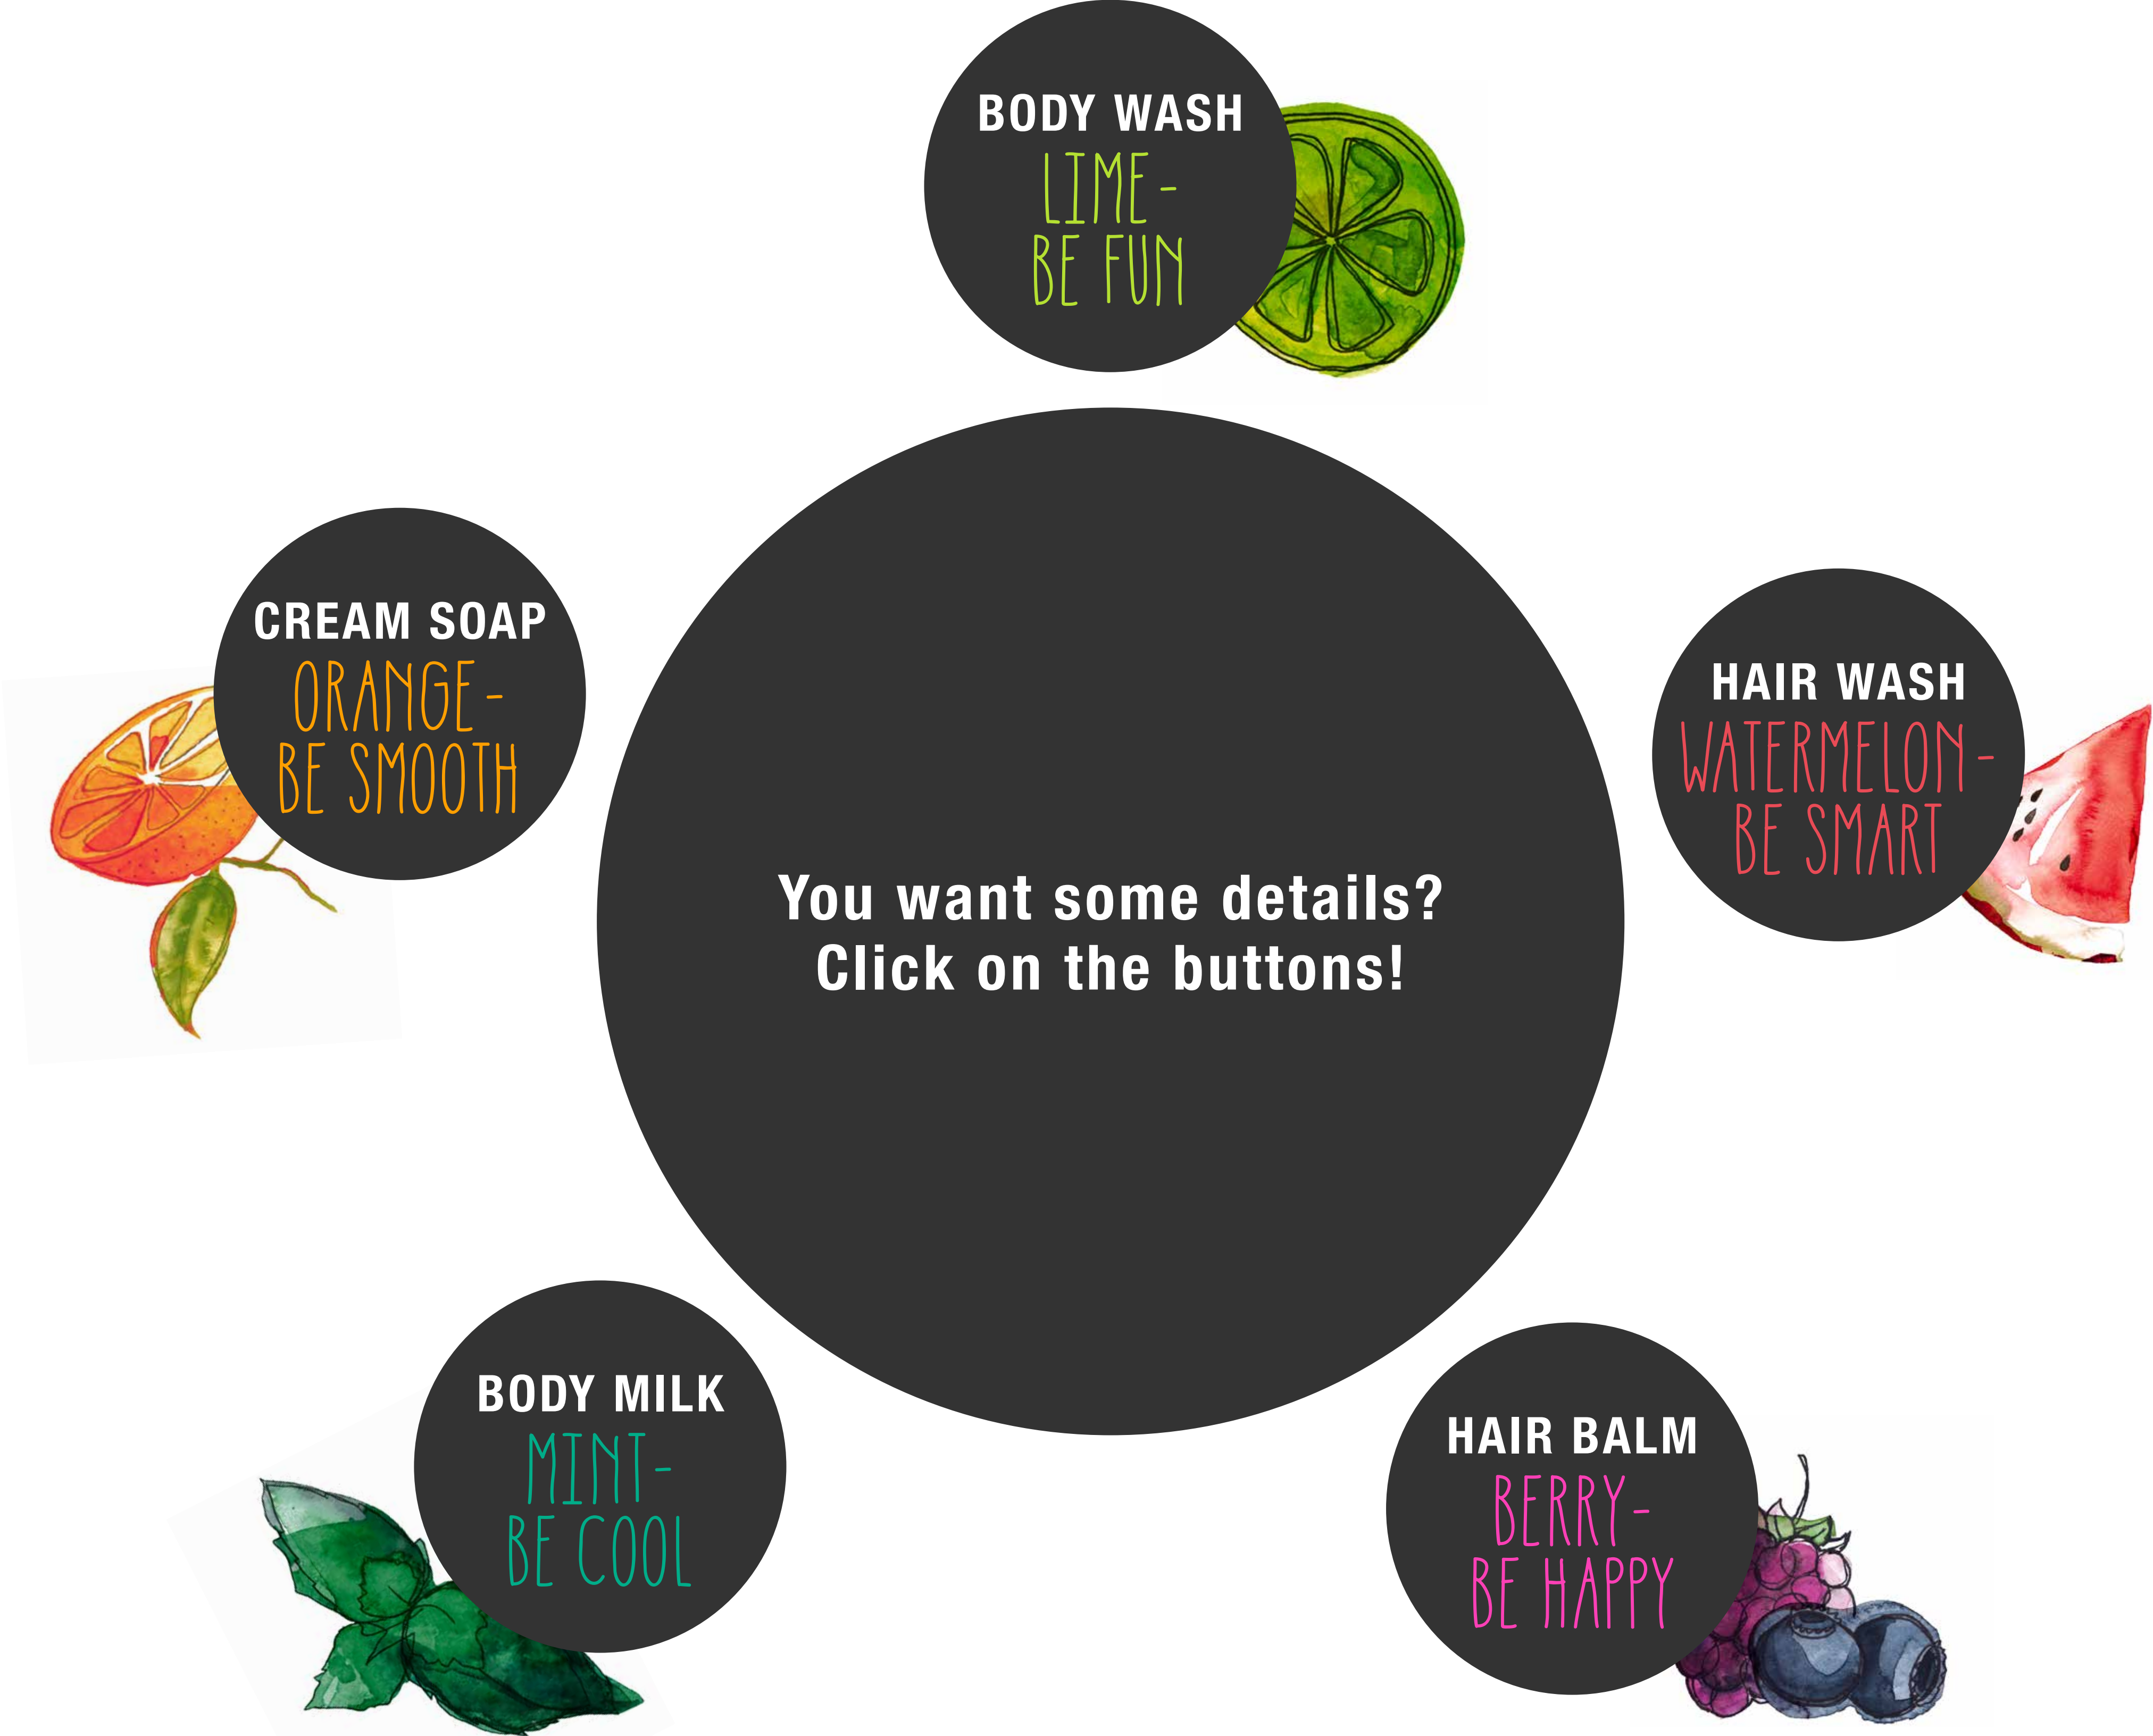 BODY WASH
LIME-
BE FUN
CREAM SOAP
ORANGE-
BE SMOOTH
HAIR WASH
WATERMELON-
BE SMART
You want some details?
Click on the buttons!
BODY MILK
MINT-
BE COOL
HAIR BALM
BERRY-
BE HAPPY